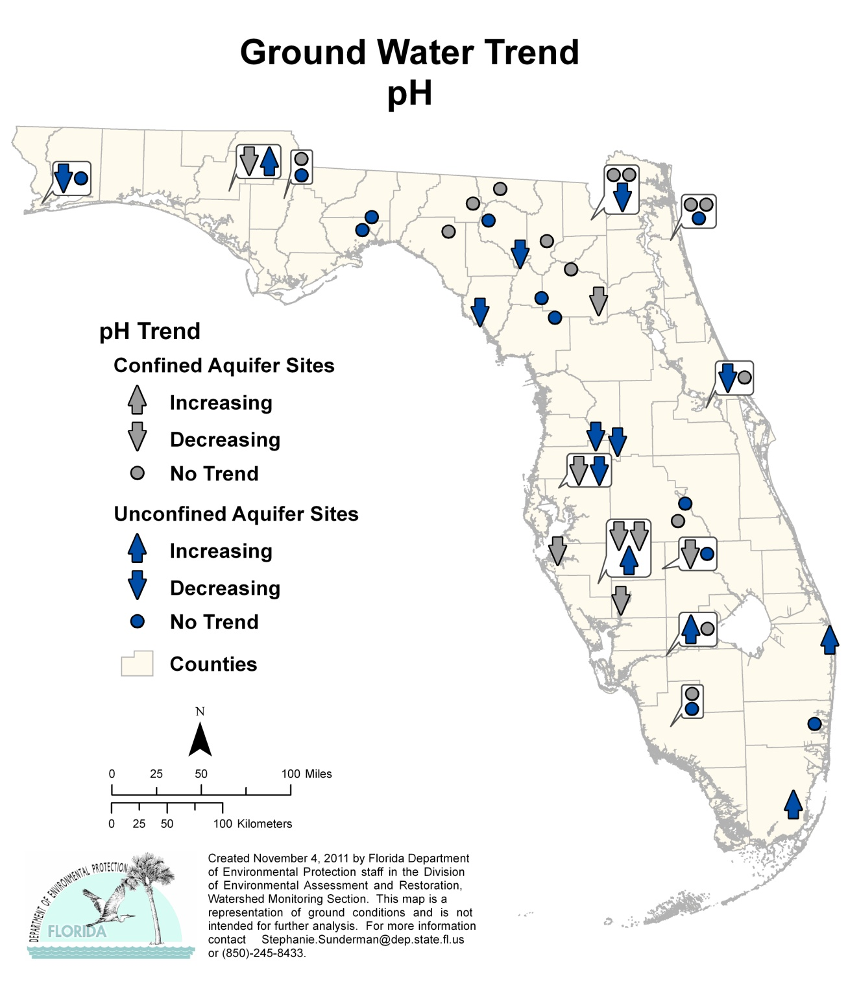 Ground Water Trend
pH
pH Trend
Confined Aquifer Sites
Increasing
Decreasing
No Trend
Unconfined Aquifer Sites
Increasing
Decreasing
No Trend
Counties
N
0 25 50 100 Miles
0 25 50 100 Kilometers
DEPARTMENT OF ENVIRONMENTAL PROTECTION
FLORIDA
Created November 4, 2011 by Florida Department
of Environmental Protection staff in the Division
of Environmental Assessment and Restoration,
Watershed Monitoring Section. This map is a
representation of ground conditions and is not
intended for further analysis. For more information
contact Stephanie.Sunderman@dep.state.fl.us
or (850)-245-8433.